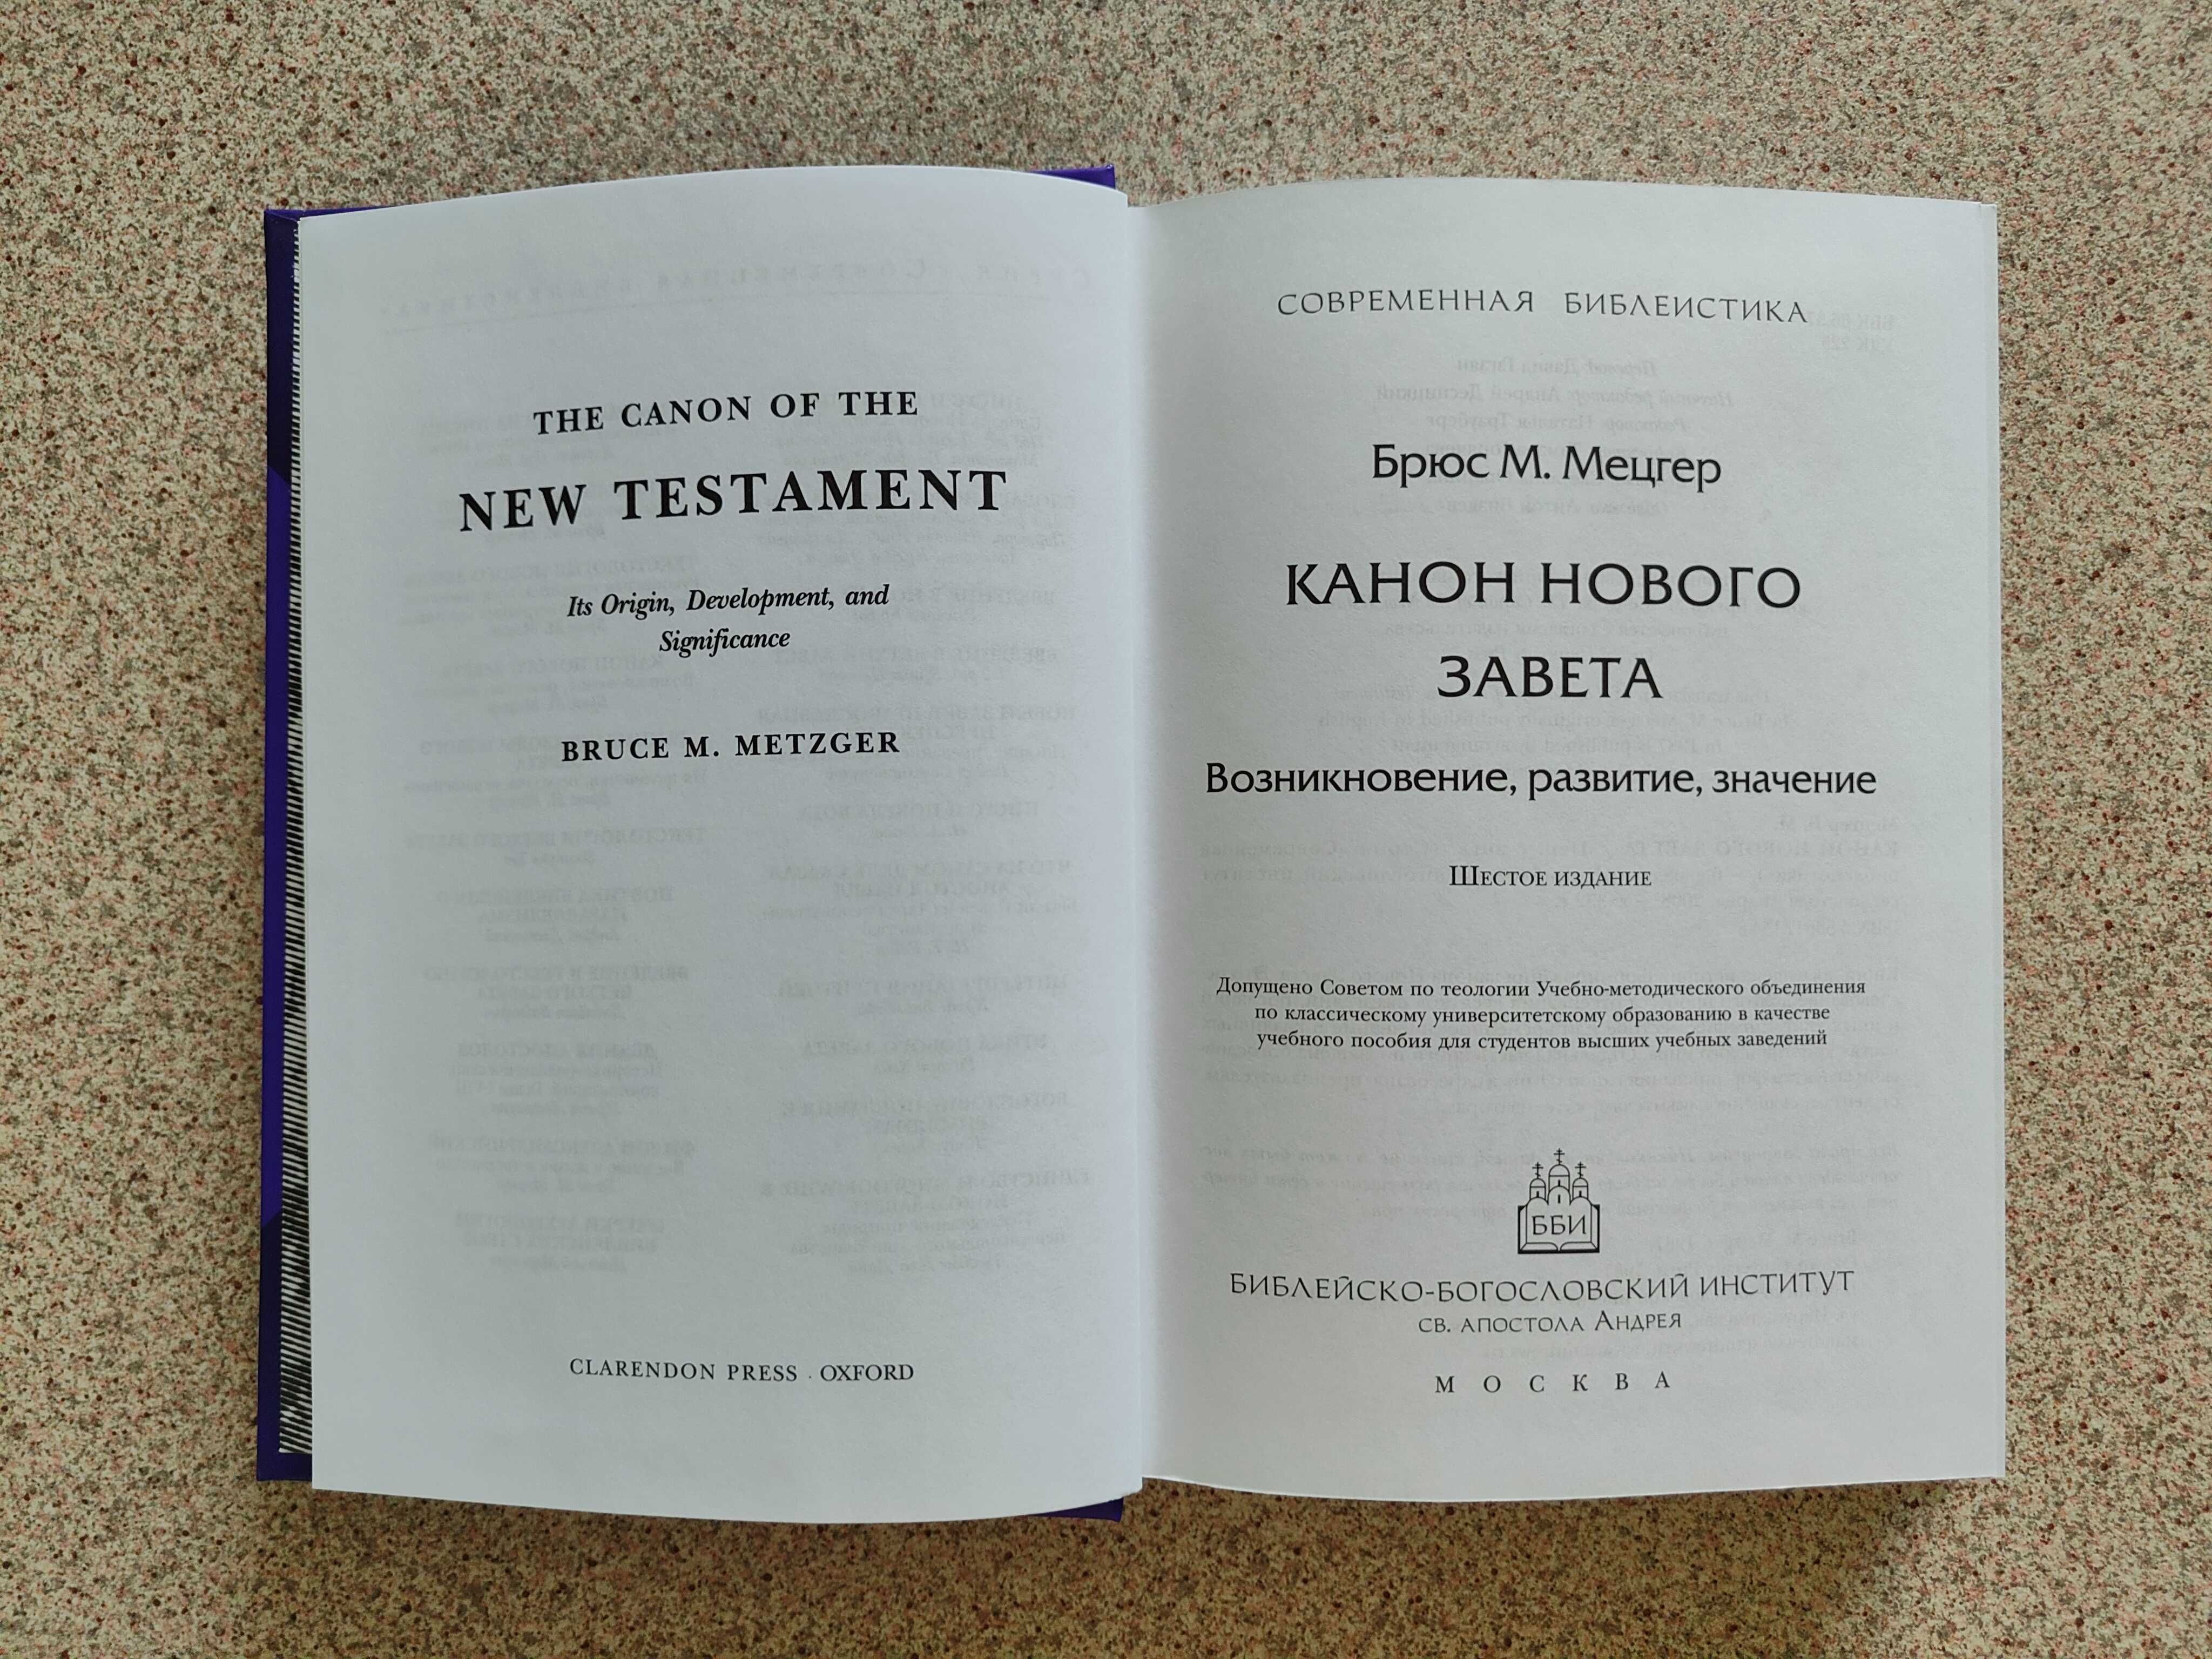 THE CANON OF THE
NEW TESTAMENT
Its Origin, Development, and
Significance
BRUCE M. METZGER
CLARENDON PRESS · OXFORD
СОВРЕМЕННАЯ БИБЛЕИСТИКА
Брюс М. Мецгер
КАНОН НОВОГО
ЗАВЕТА
Возникновение, развитие, значение
Шестое издание
Допущено Советом по теологии Учебно-методического объединения
по классическому университетскому образованию в качестве
учебного пособия для студентов высших учебных заведений
ББИ
БИБЛЕЙСКО-БОГОСЛОВСКИЙ ИНСТИТУТ
СВ. АПОСТОЛА АНДРЕЯ
МОСКВА